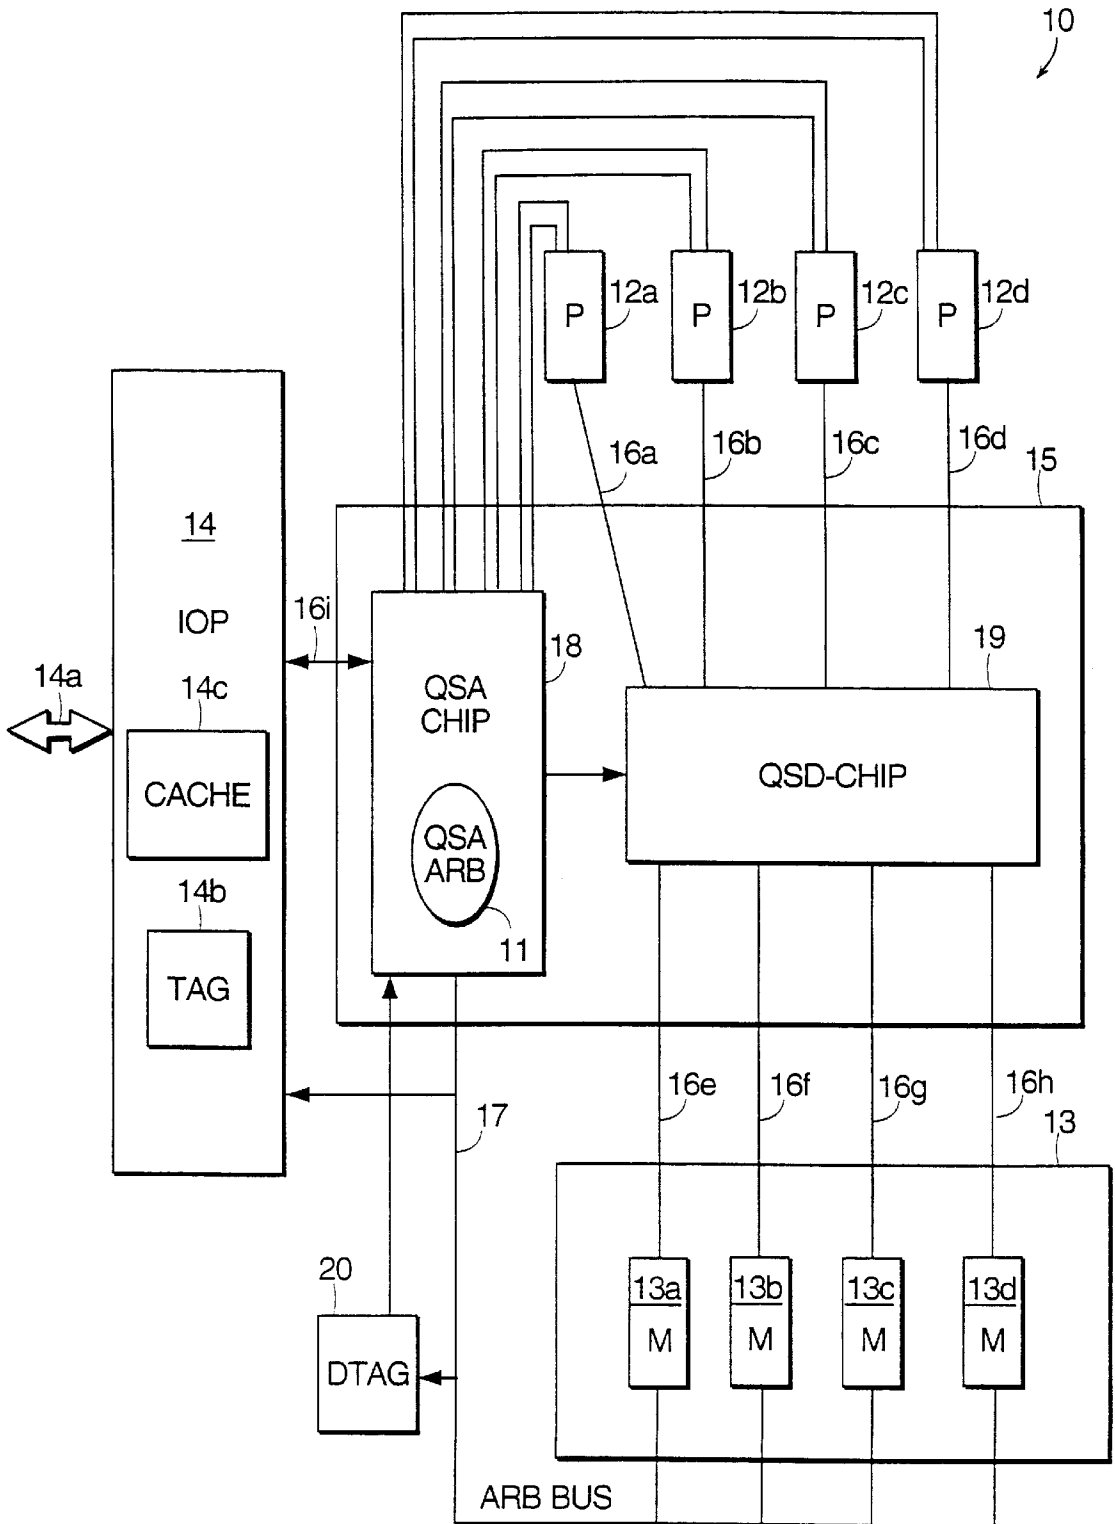 10
12a
12b
12c
12d
P
P
P
P
16a
16b
16c
16d
15
14
IOP
16i
18
19
14a
14c
QSA
CHIP
QSD-CHIP
CACHE
QSA
ARB
14b
11
TAG
16e
16f
16g
16h
17
13
20
13a
13b
13c
13d
M
M
M
M
DTAG
ARB BUS